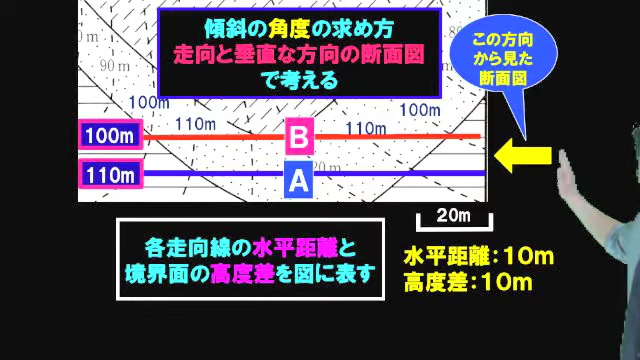 傾斜の角度の求め方
走向と垂直な方向の断面図
で考える
この方向
から見た
断面図
90 m
100m
100m
110m
110m
100m
B
110m
A
20m
各走向線の水平距離と
境界面の高度差を図に表す
水平距離：10m
高度差：10m